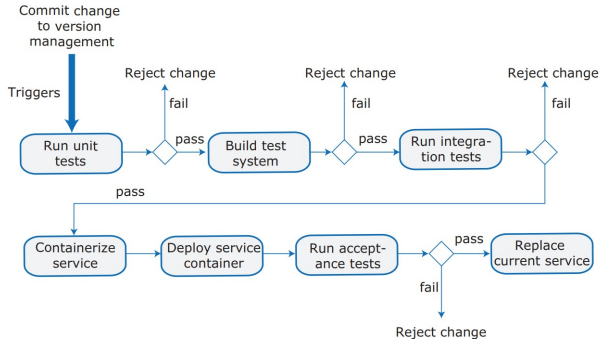 Commit change
to version
management
Triggers
Reject change
fail
Reject change
fail
Reject change
fail
Run unit
tests
pass
Build test
system
pass
Run integra-
tion tests
pass
Containerize
service
Deploy service
container
Run accept-
ance tests
pass
Replace
current service
fail
Reject change